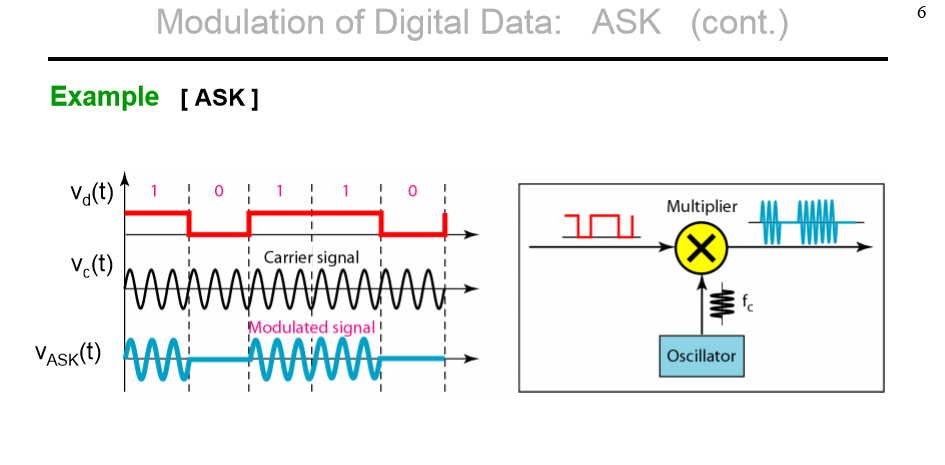 Modulation of Digital Data: ASK (cont.)
6
Example [ ASK ]
vd(t)
1 0 1 1 0
vc(t)
Carrier signal
Modulated signal
vASK(t)
Multiplier
fc
Oscillator